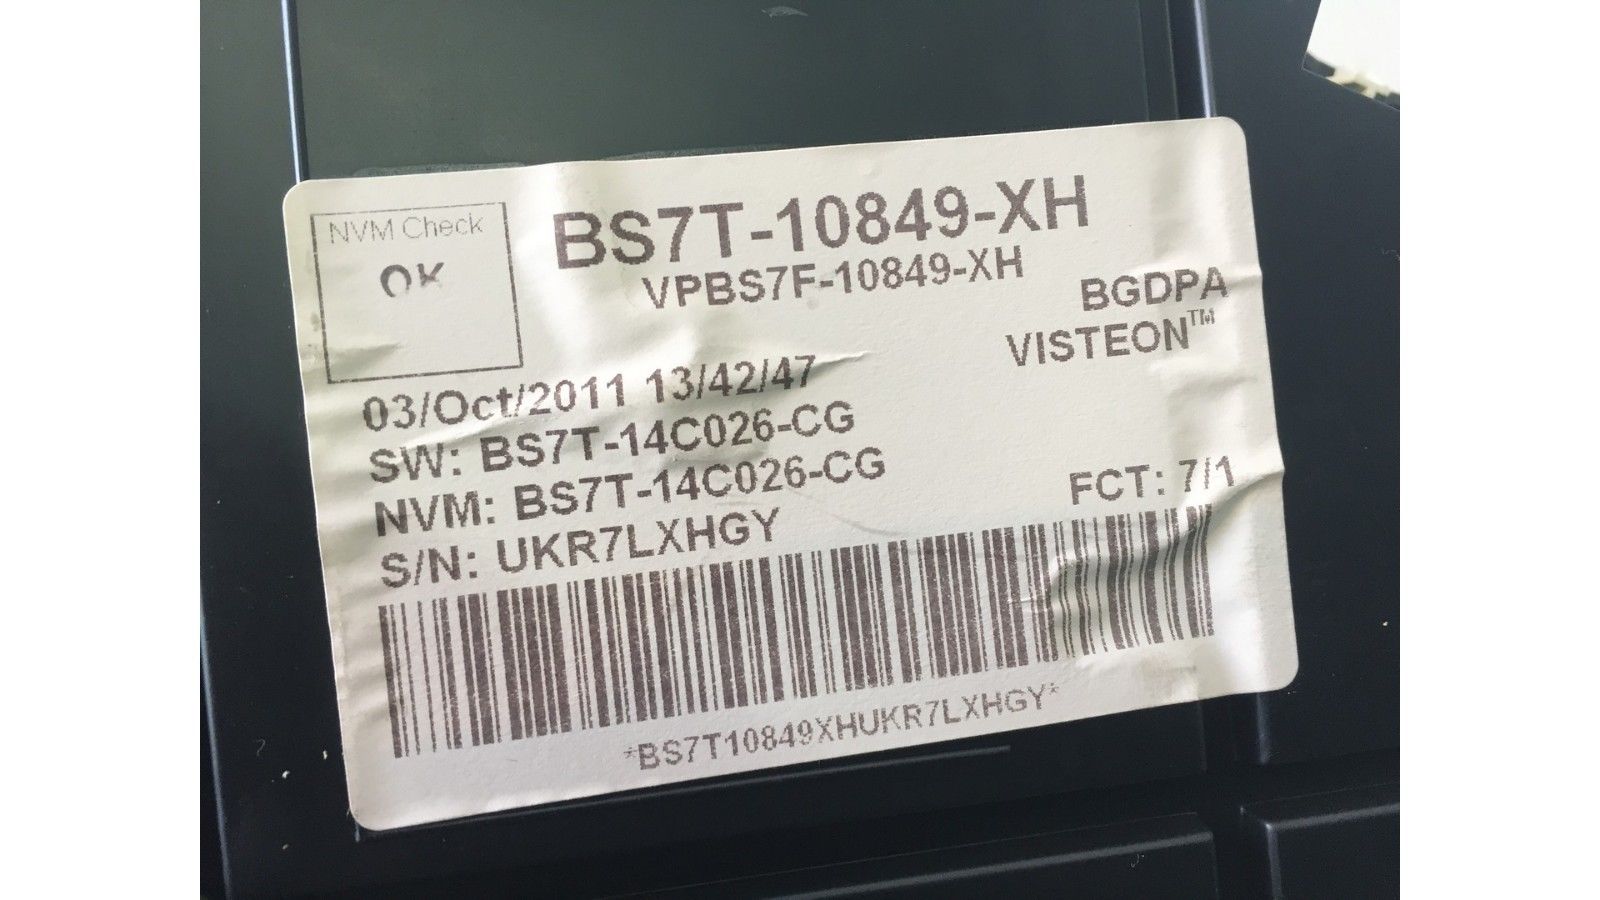 NVM Check
OK
BS7T-10849-XH
VPBS7F-10849-XH
BGDPA
VISTEON™
03/Oct/2011 13/42/47
SW: BS7T-14C026-CG
NVM: BS7T-14C026-CG
S/N: UKR7LXHGY
FCT: 7/1
*BS7T10849XHUKR7LXHGY*